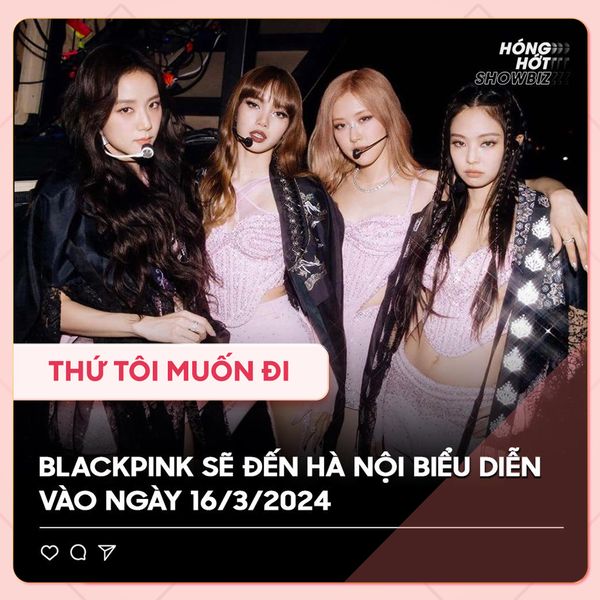 HÓNG
HỚT
SHOWBIZ
THỨ TÔI MUỐN ĐI
BLACKPINK SẼ ĐẾN HÀ NỘI BIỂU DIỄN
VÀO NGÀY 16/3/2024